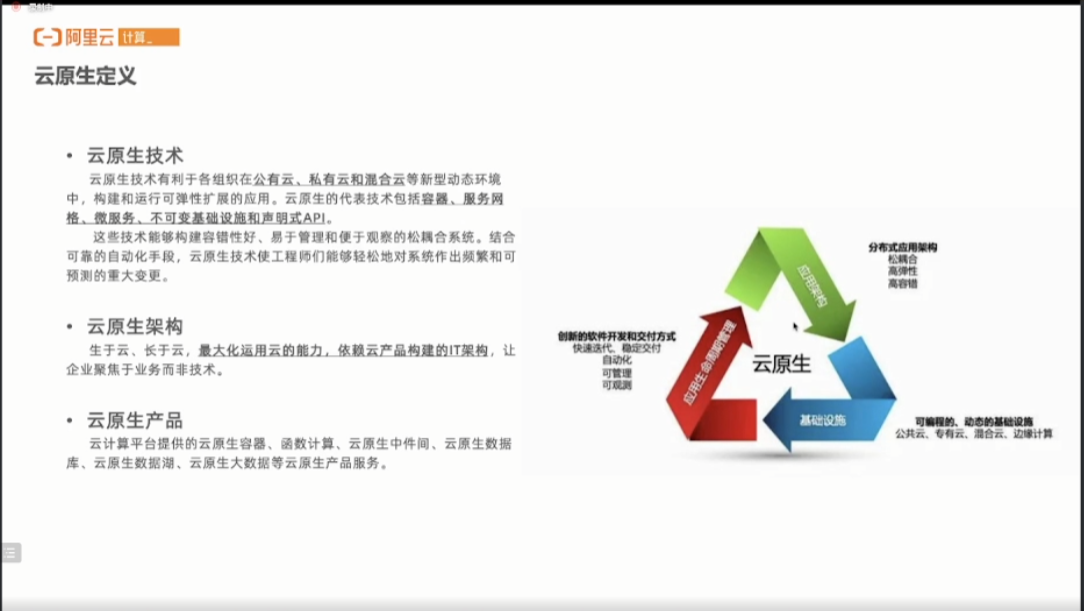 阿里云 计算_
云原生定义
• 云原生技术
云原生技术有利于各组织在公有云、私有云和混合云等新型动态环境
中，构建和运行可弹性扩展的应用。云原生的代表技术包括容器、服务网
格、微服务、不可变基础设施和声明式API。
这些技术能够构建容错性好、易于管理和便于观察的松耦合系统。结合
可靠的自动化手段，云原生技术使工程师们能够轻松地对系统作出频繁和可
预测的重大变更。
• 云原生架构
生于云、长于云，最大化运用云的能力，依赖云产品构建的IT架构，让
企业聚焦于业务而非技术。
• 云原生产品
云计算平台提供的云原生容器、函数计算、云原生中件间、云原生数据
库、云原生数据湖、云原生大数据等云原生产品服务。
应用架构
分布式应用架构
松耦合
高弹性
高容错
创新的软件开发和交付方式
快速迭代、稳定交付
自动化
可管理
可观测
应用生命周期管理
云原生
基础设施
可编程的、动态的基础设施
公共云、专有云、混合云、边缘计算